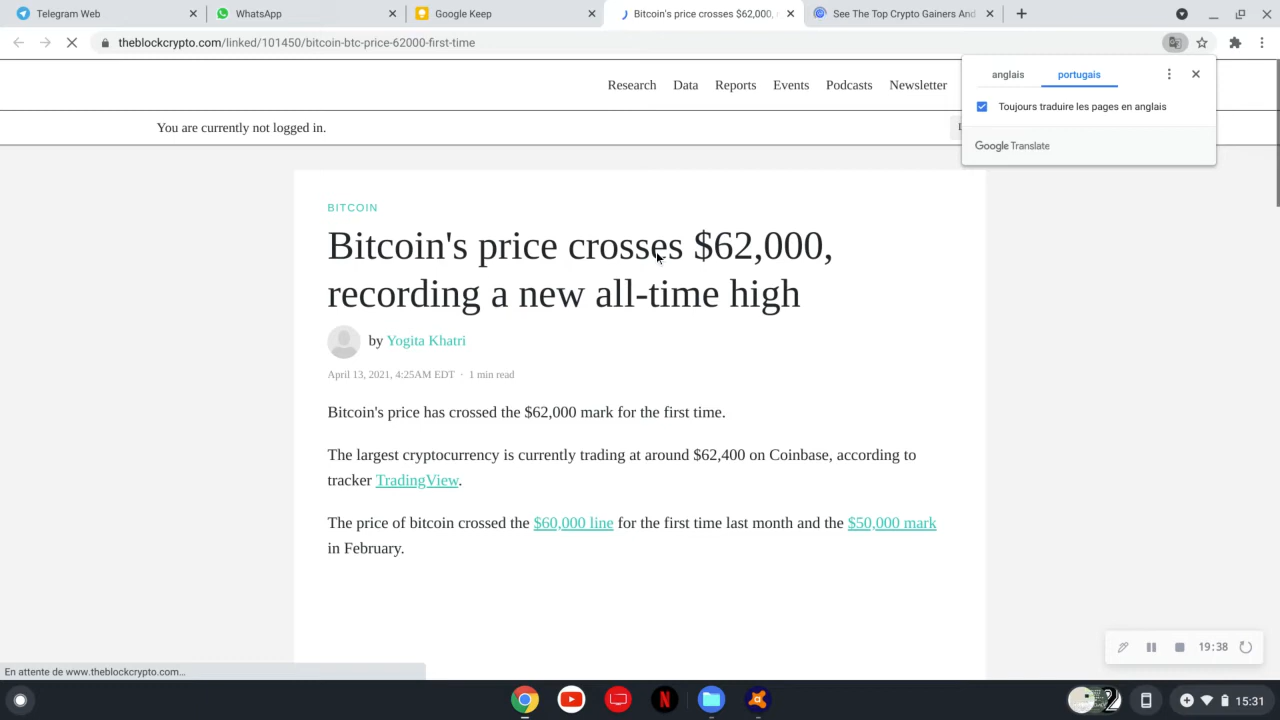 Telegram Web
WhatsApp
Google Keep
Bitcoin's price crosses $62,000,
See The Top Crypto Gainers And
theblockcrypto.com/linked/101450/bitcoin-btc-price-62000-first-time
anglais
portugais
Toujours traduire les pages en anglais
Google Translate
Research
Data
Reports
Events
Podcasts
Newsletter
You are currently not logged in.
BITCOIN
Bitcoin's price crosses $62,000,
recording a new all-time high
by Yogita Khatri
April 13, 2021, 4:25AM EDT · 1 min read
Bitcoin's price has crossed the $62,000 mark for the first time.
The largest cryptocurrency is currently trading at around $62,400 on Coinbase, according to
tracker TradingView.
The price of bitcoin crossed the $60,000 line for the first time last month and the $50,000 mark
in February.
19:38
En attente de www.theblockcrypto.com...
N
2
15:31